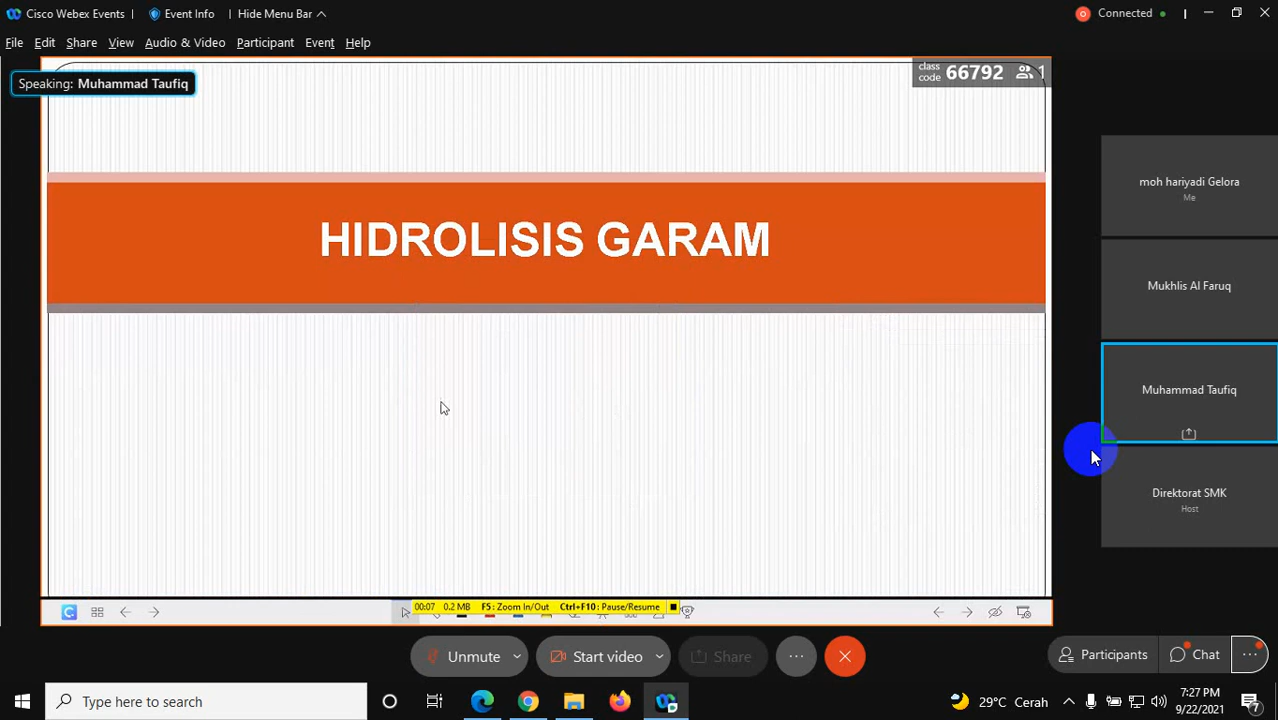 Cisco Webex Events Event Info Hide Menu Bar Connected
File Edit Share View Audio & Video Participant Event Help
Speaking: Muhammad Taufiq
class code 66792 1
HIDROLISIS GARAM
moh hariyadi Gelora
Me
Mukhlis Al Faruq
Muhammad Taufiq
Direktorat SMK
Host
00:07 0.2 MB F5: Zoom In/Out Ctrl+F10: Pause/Resume
Unmute Start video Share Participants Chat
Type here to search
29°C Cerah
7:27 PM
9/22/2021
7